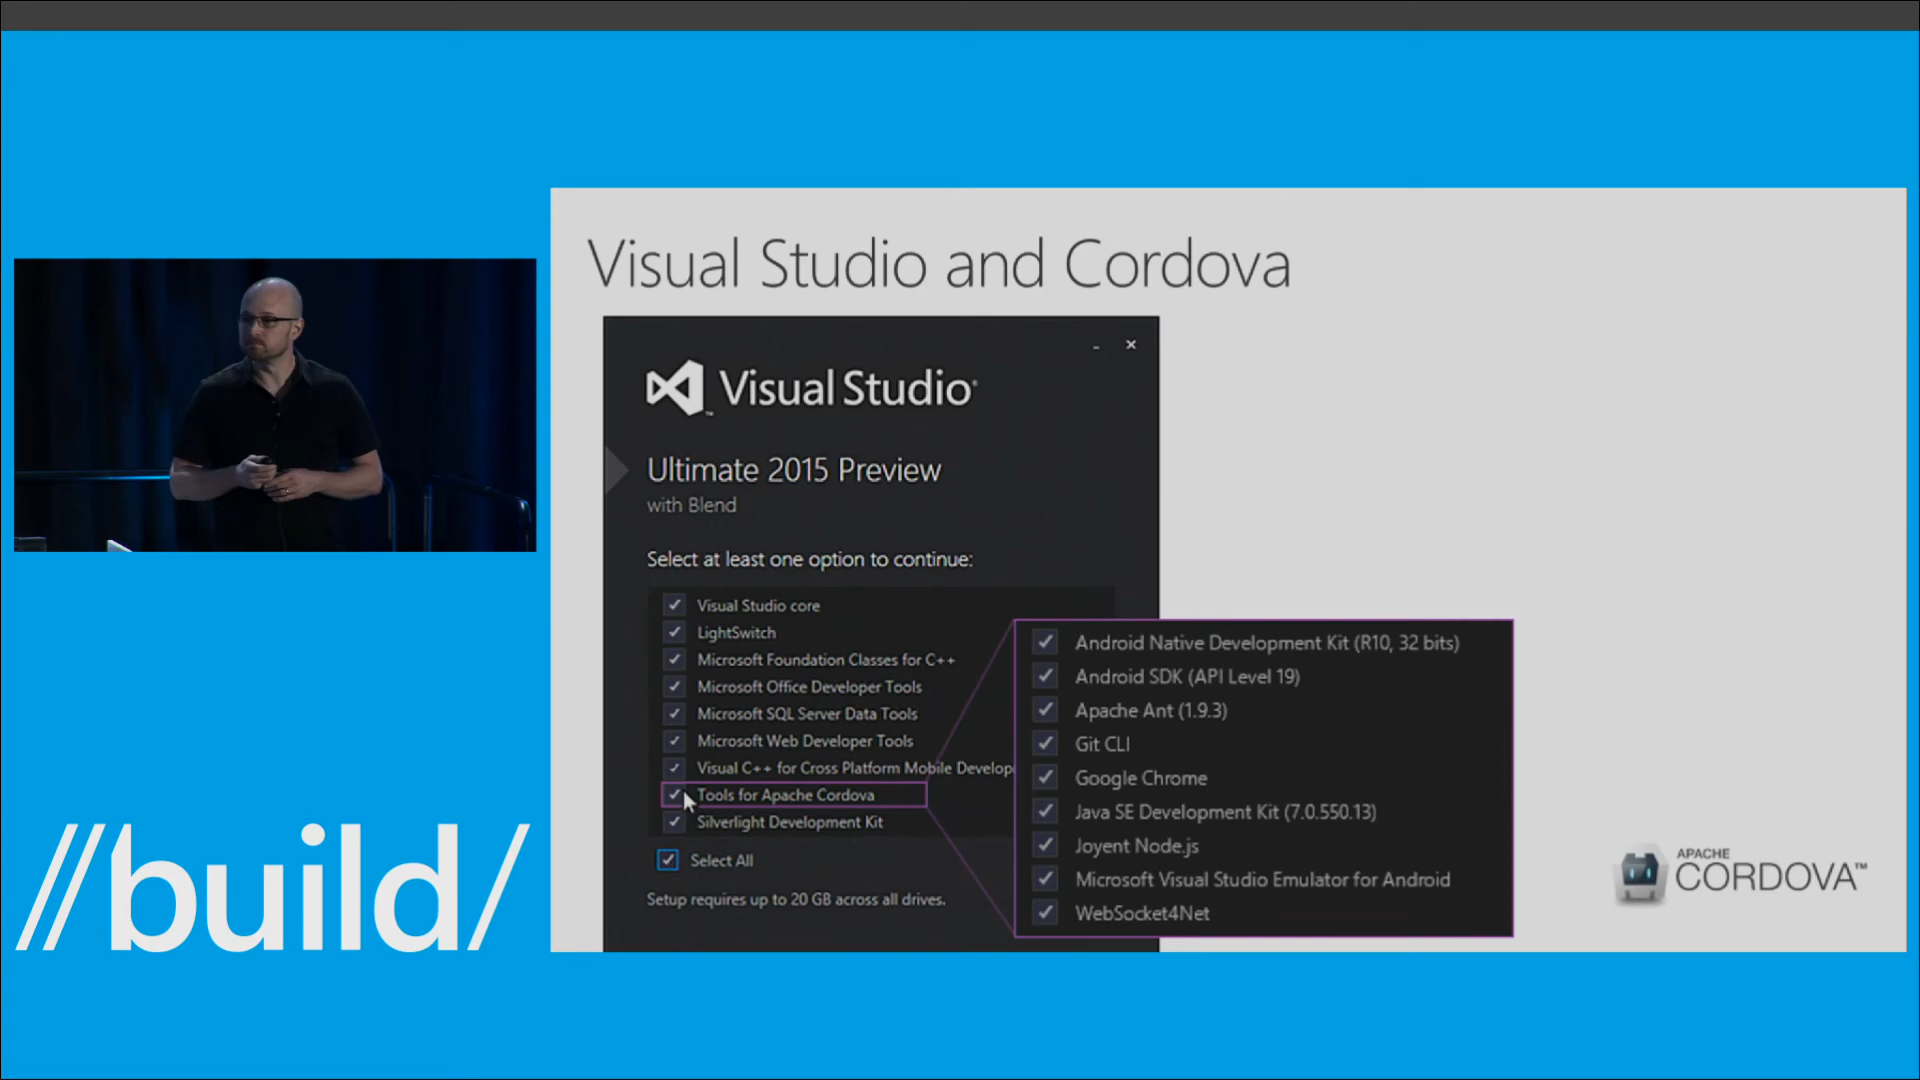 Visual Studio and Cordova
Visual Studio®
Ultimate 2015 Preview
with Blend
Select at least one option to continue:
Visual Studio core
LightSwitch
Microsoft Foundation Classes for C++
Microsoft Office Developer Tools
Microsoft SQL Server Data Tools
Microsoft Web Developer Tools
Visual C++ for Cross Platform Mobile Develop
Tools for Apache Cordova
Silverlight Development Kit
Select All
Setup requires up to 20 GB across all drives.
Android Native Development Kit (R10, 32 bits)
Android SDK (API Level 19)
Apache Ant (1.9.3)
Git CLI
Google Chrome
Java SE Development Kit (7.0.550.13)
Joyent Node.js
Microsoft Visual Studio Emulator for Android
WebSocket4Net
APACHE
CORDOVA™
//build/